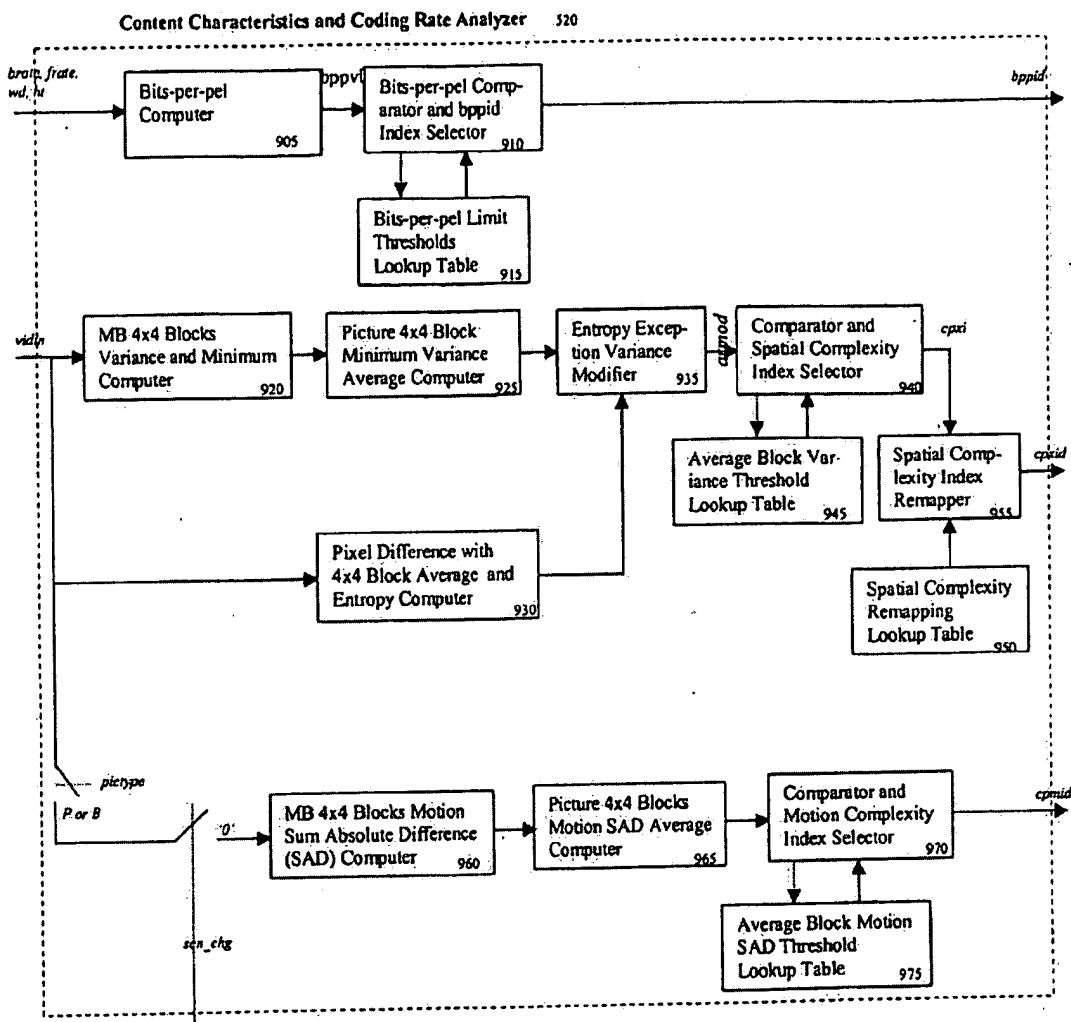 Content Characteristics and Coding Rate Analyzer 520
brate, frate,
wd, ht
Bits-per-pel
Computer
905
bppvl
Bits-per-pel Comp-
arator and bppid
Index Selector
910
bppid
Bits-per-pel Limit
Thresholds
Lookup Table
915
vidin
MB 4x4 Blocks
Variance and Minimum
Computer
920
Picture 4x4 Block
Minimum Variance
Average Computer
925
Entropy Excep-
tion Variance
Modifier
935
Comparator and
Spatial Complexity
Index Selector
940
cpxi
Average Block Var-
iance Threshold
Lookup Table
945
Spatial Comp-
lexity Index
Remapper
955
cpxid
Pixel Difference with
4x4 Block Average and
Entropy Computer
930
Spatial Complexity
Remapping
Lookup Table
950
pictype
P or B
'0'
scn_chg
MB 4x4 Blocks Motion
Sum Absolute Difference
(SAD) Computer
960
Picture 4x4 Blocks
Motion SAD Average
Computer
965
Comparator and
Motion Complexity
Index Selector
970
cpmid
Average Block Motion
SAD Threshold
Lookup Table
975